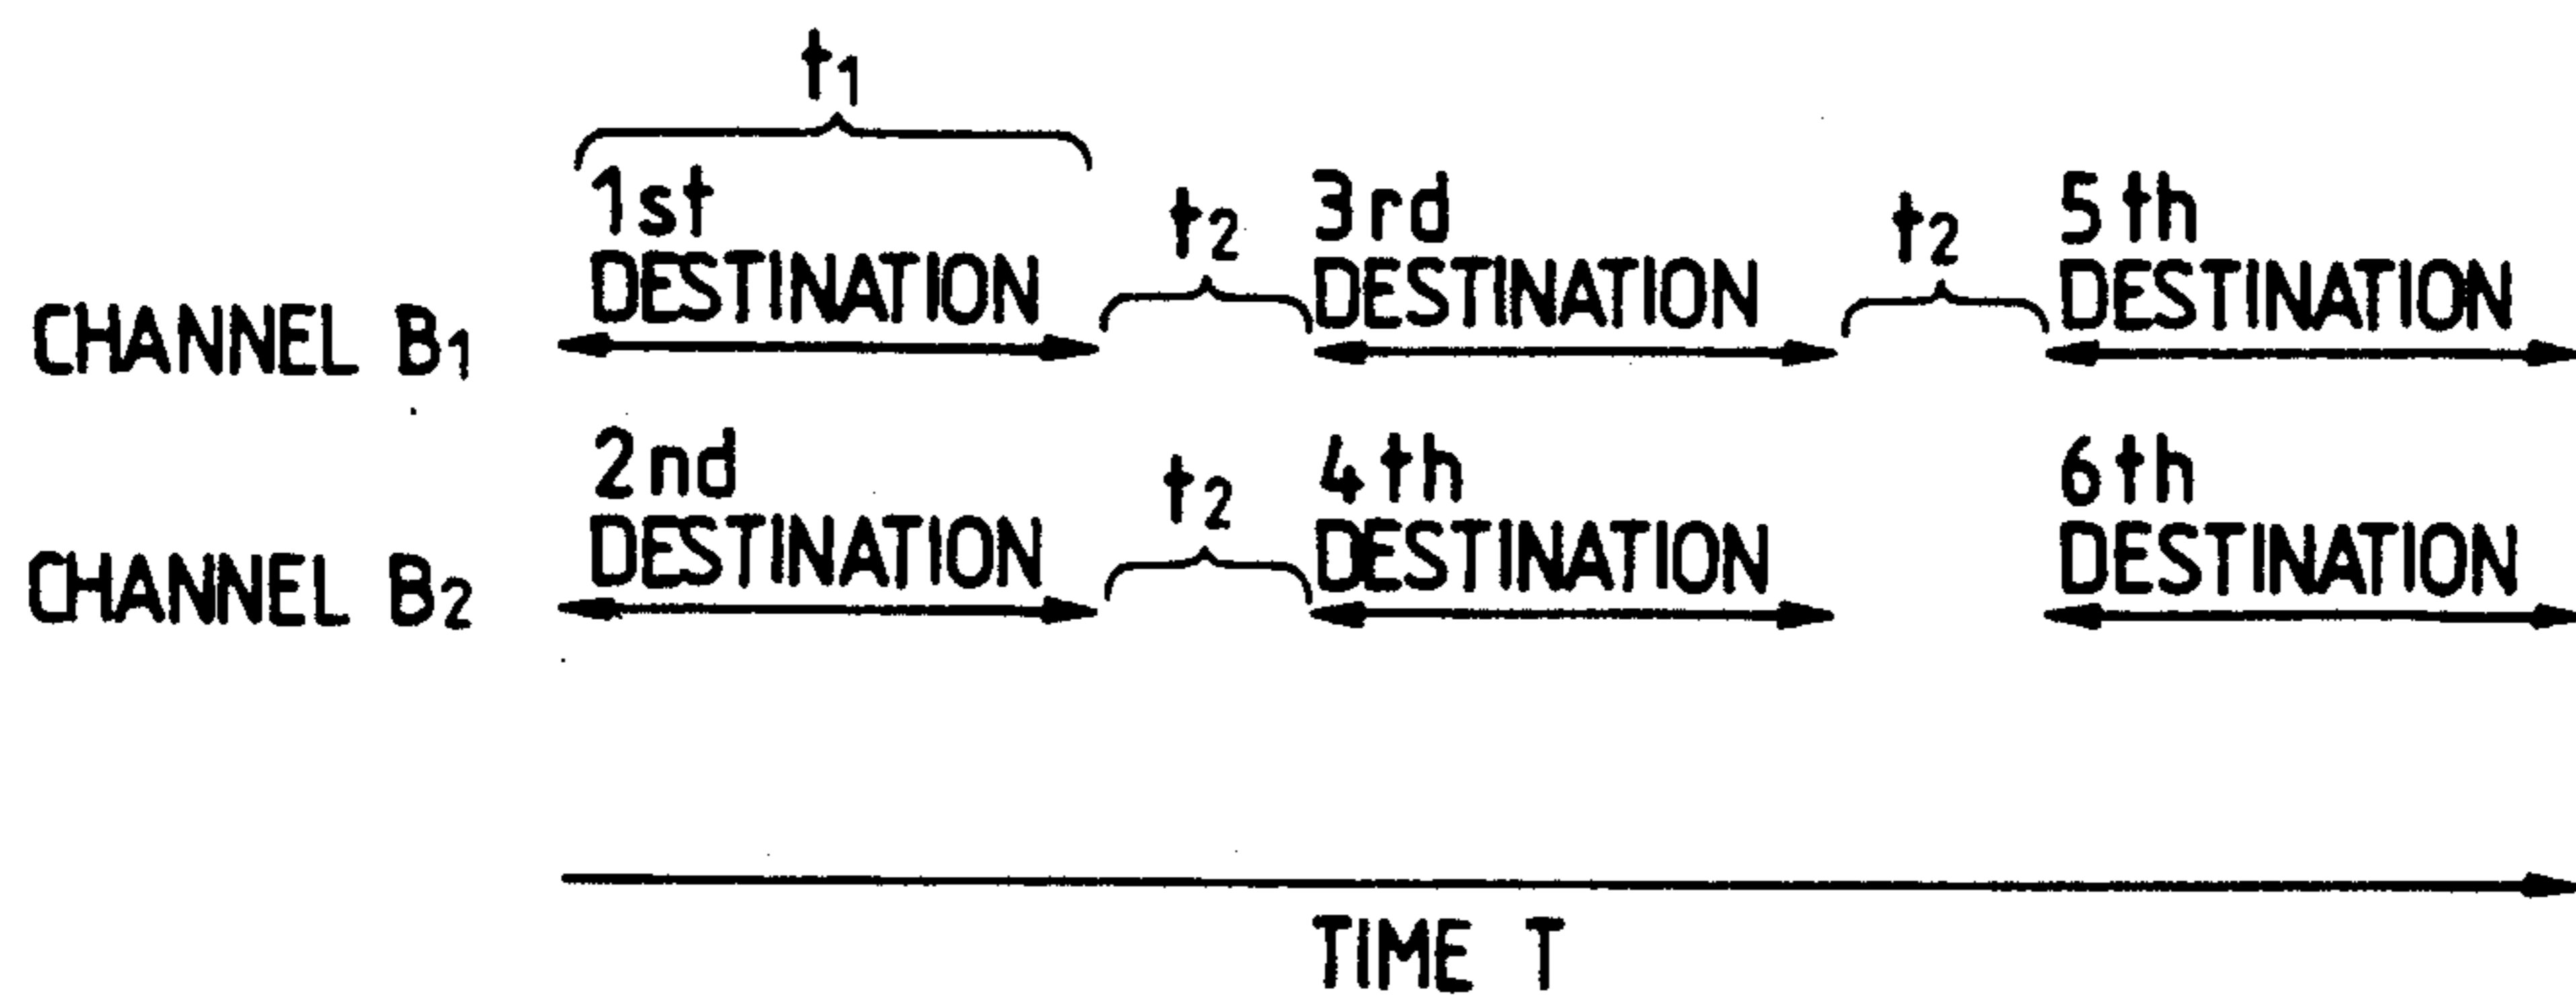 t1
1st t2 3rd t2 5th
CHANNEL B1 DESTINATION DESTINATION DESTINATION
2nd t2 4th 6th
CHANNEL B2 DESTINATION DESTINATION DESTINATION
TIME T